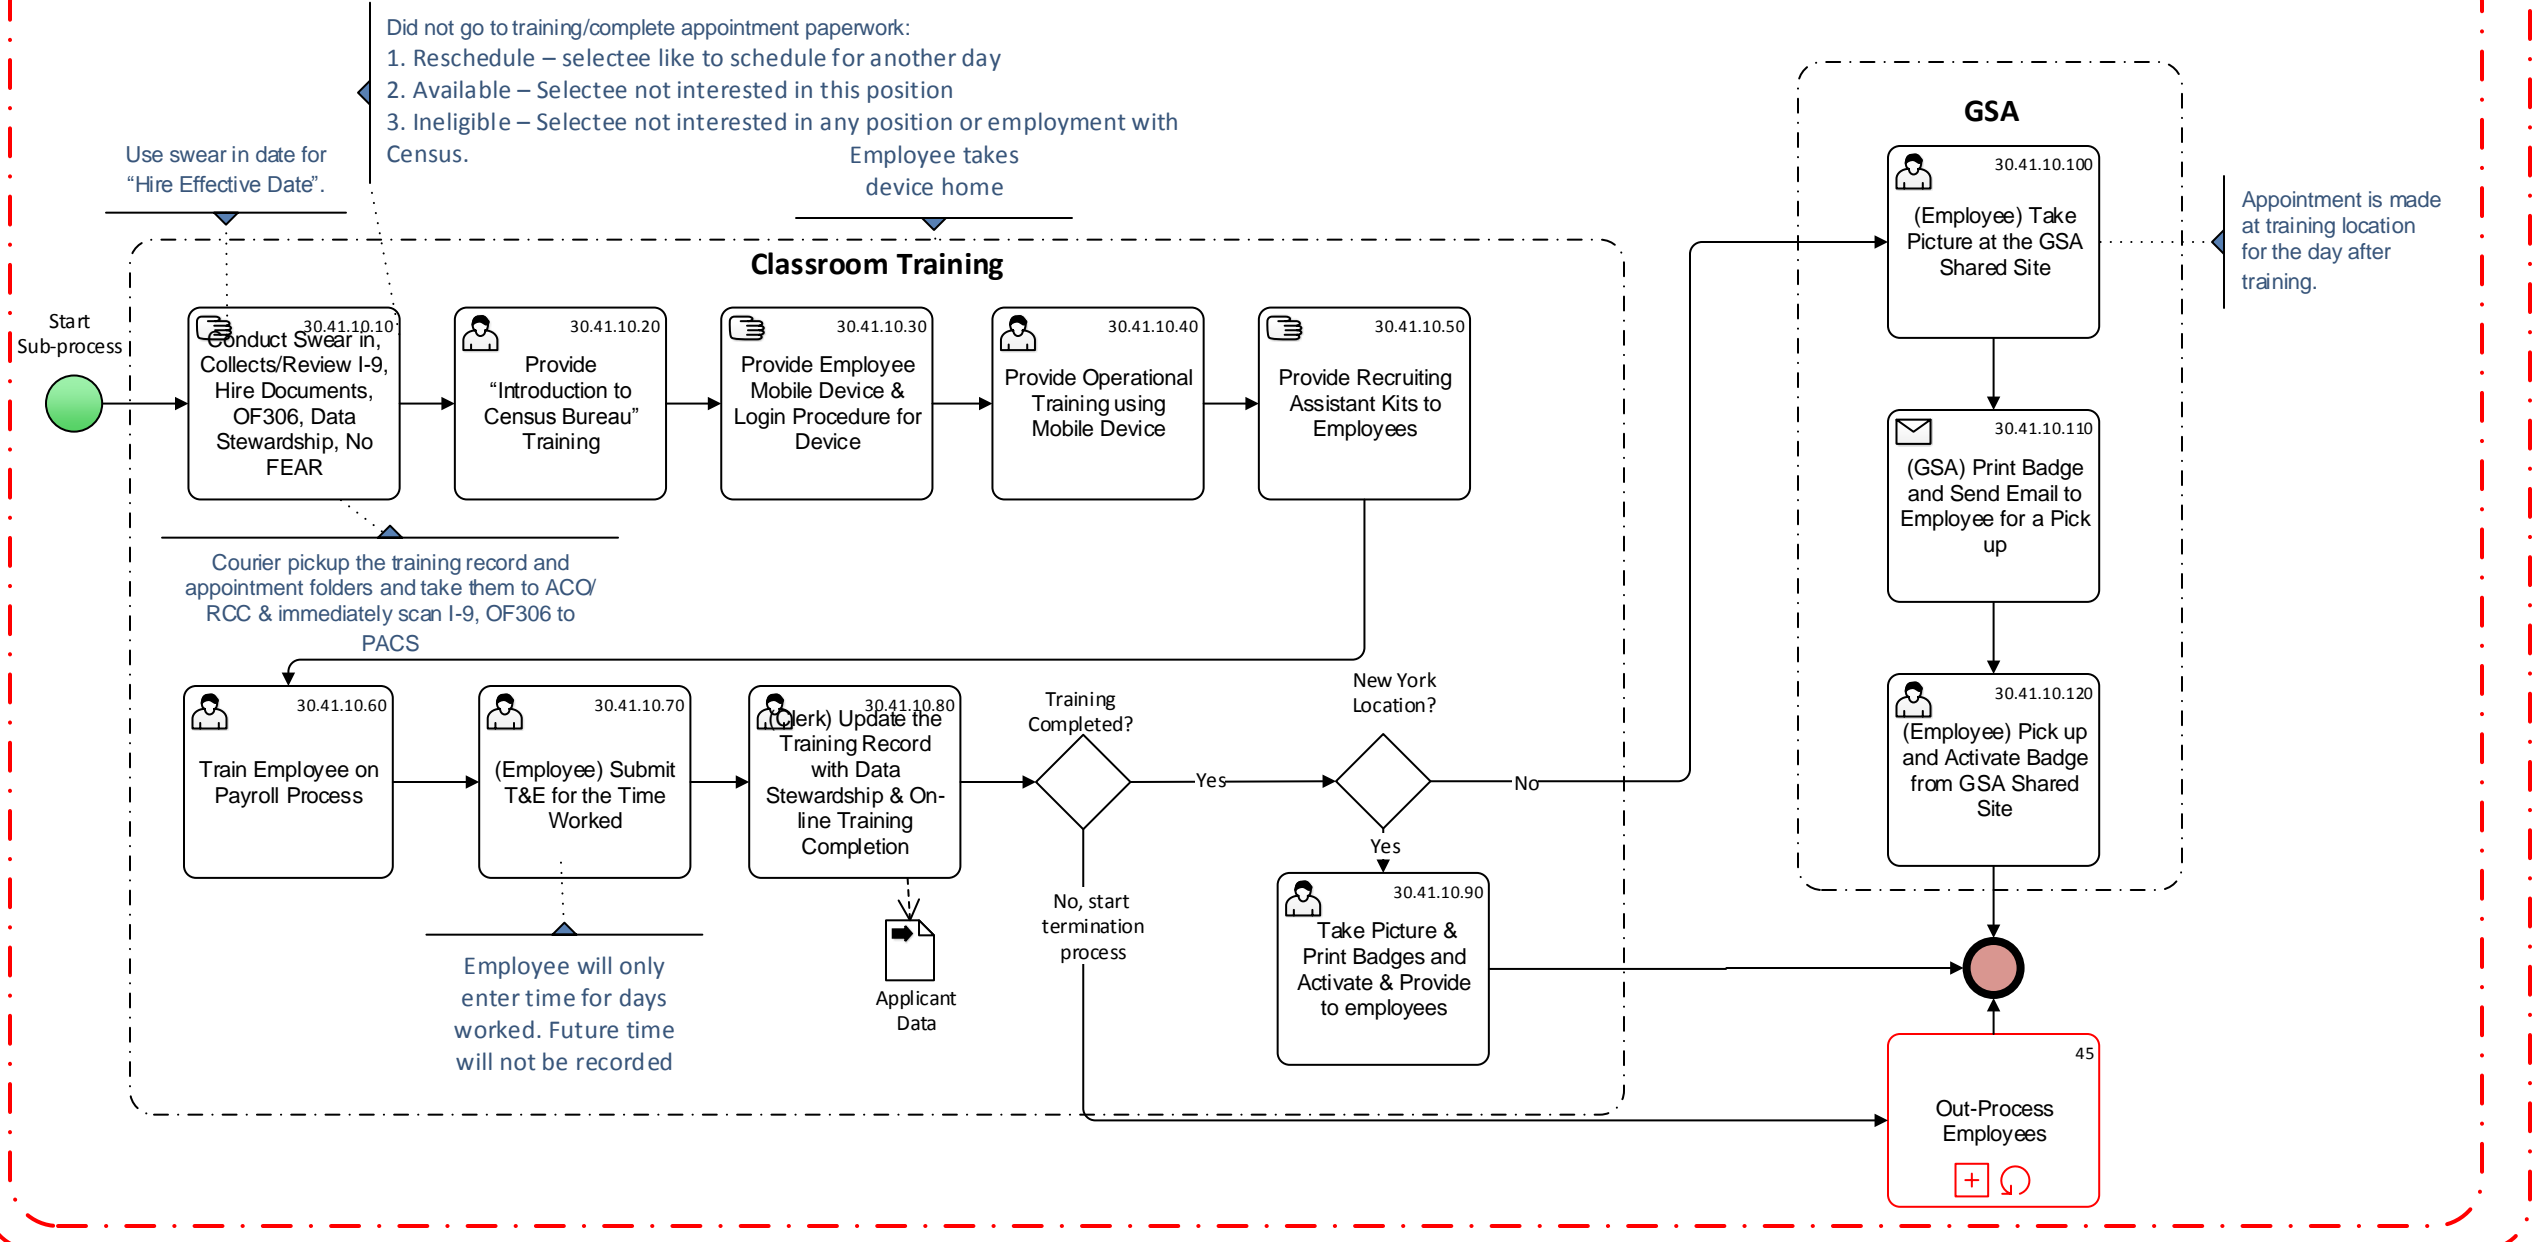 Did not go to training/complete appointment paperwork:
1. Reschedule – selectee like to schedule for another day
2. Available – Selectee not interested in this position
3. Ineligible – Selectee not interested in any position or employment with
Census.
Use swear in date for
“Hire Effective Date”.
Employee takes
device home
GSA
30.41.10.100
(Employee) Take
Picture at the GSA
Shared Site
Appointment is made
at training location
for the day after
training.
Classroom Training
Start
Sub-process
30.41.10.10
Conduct Swear in,
Collects/Review I-9,
Hire Documents,
OF306, Data
Stewardship, No
FEAR
30.41.10.20
Provide
“Introduction to
Census Bureau”
Training
30.41.10.30
Provide Employee
Mobile Device &
Login Procedure for
Device
30.41.10.40
Provide Operational
Training using
Mobile Device
30.41.10.50
Provide Recruiting
Assistant Kits to
Employees
30.41.10.110
(GSA) Print Badge
and Send Email to
Employee for a Pick
up
Courier pickup the training record and
appointment folders and take them to ACO/
RCC & immediately scan I-9, OF306 to
PACS
30.41.10.60
Train Employee on
Payroll Process
30.41.10.70
(Employee) Submit
T&E for the Time
Worked
30.41.10.80
(Clerk) Update the
Training Record
with Data
Stewardship & On-
line Training
Completion
Training
Completed?
Yes
New York
Location?
No
Yes
30.41.10.120
(Employee) Pick up
and Activate Badge
from GSA Shared
Site
No, start
termination
process
30.41.10.90
Take Picture &
Print Badges and
Activate & Provide
to employees
Employee will only
enter time for days
worked. Future time
will not be recorded
Applicant
Data
45
Out-Process
Employees